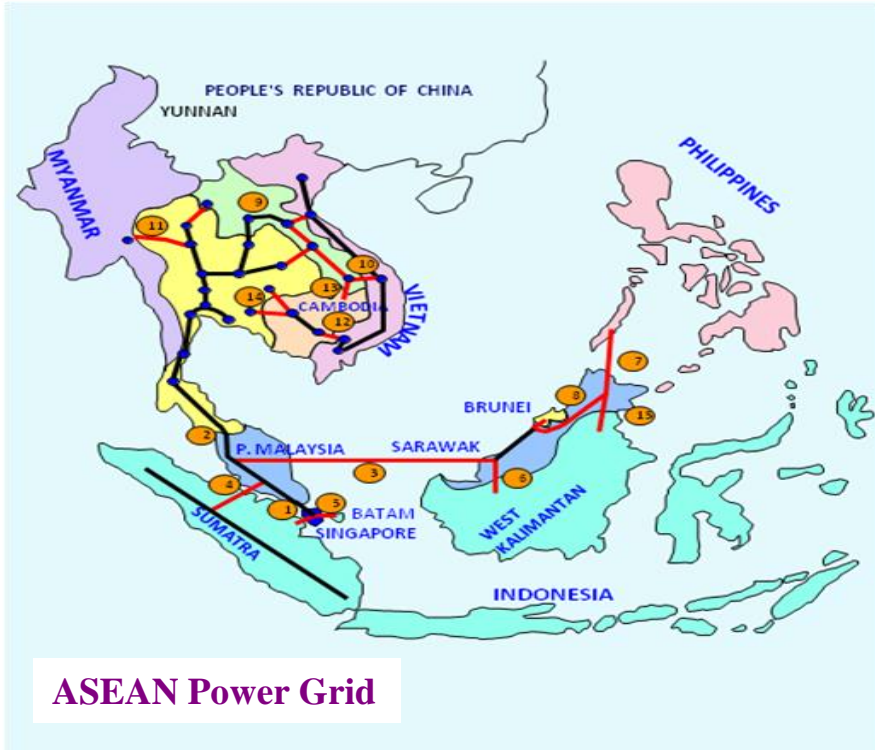 PEOPLE'S REPUBLIC OF CHINA
YUNNAN
MYANMAR
PHILIPPINES
9
11
10
13
14
CAMBODIA
12
VIETNAM
7
8
BRUNEI
15
2
P. MALAYSIA
SARAWAK
3
6
4
1
5
BATAM
SINGAPORE
SUMATRA
WEST
KALIMANTAN
INDONESIA
ASEAN Power Grid